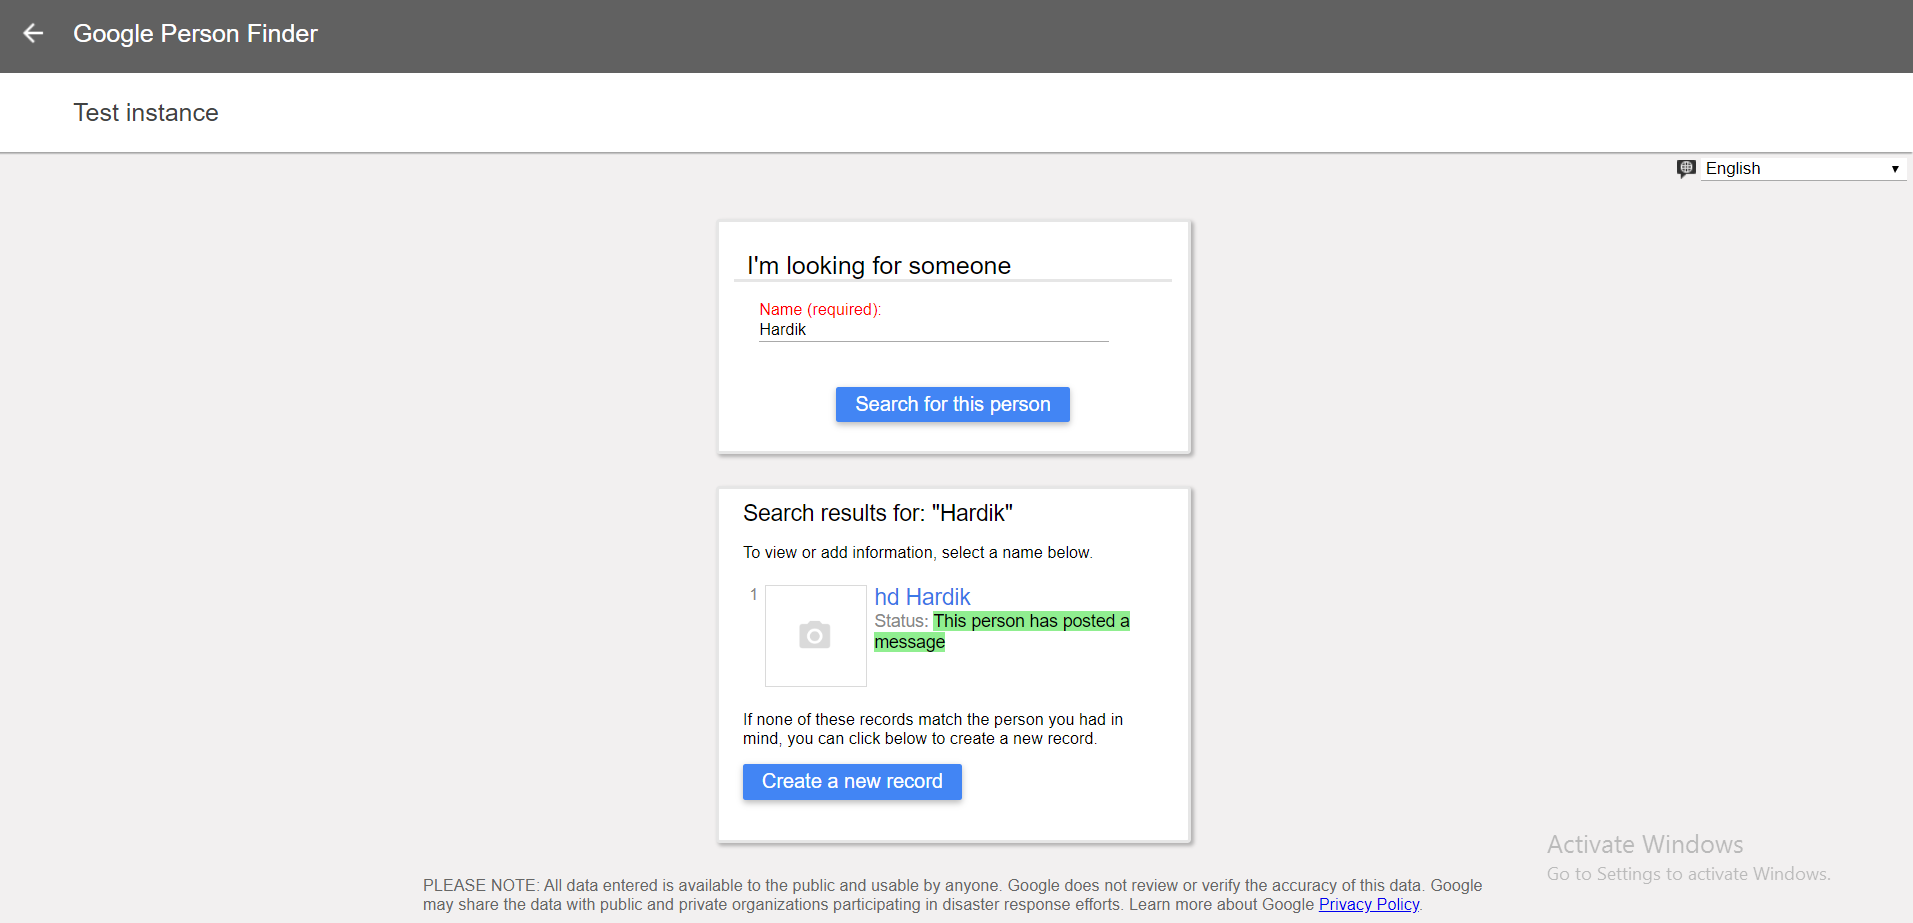 Google Person Finder
Test instance
English
I'm looking for someone
Name (required):
Hardik
Search for this person
Search results for: "Hardik"
To view or add information, select a name below.
1
hd Hardik
Status: This person has posted a
message
If none of these records match the person you had in
mind, you can click below to create a new record.
Create a new record
Activate Windows
Go to Settings to activate Windows.
PLEASE NOTE: All data entered is available to the public and usable by anyone. Google does not review or verify the accuracy of this data. Google
may share the data with public and private organizations participating in disaster response efforts. Learn more about Google Privacy Policy.